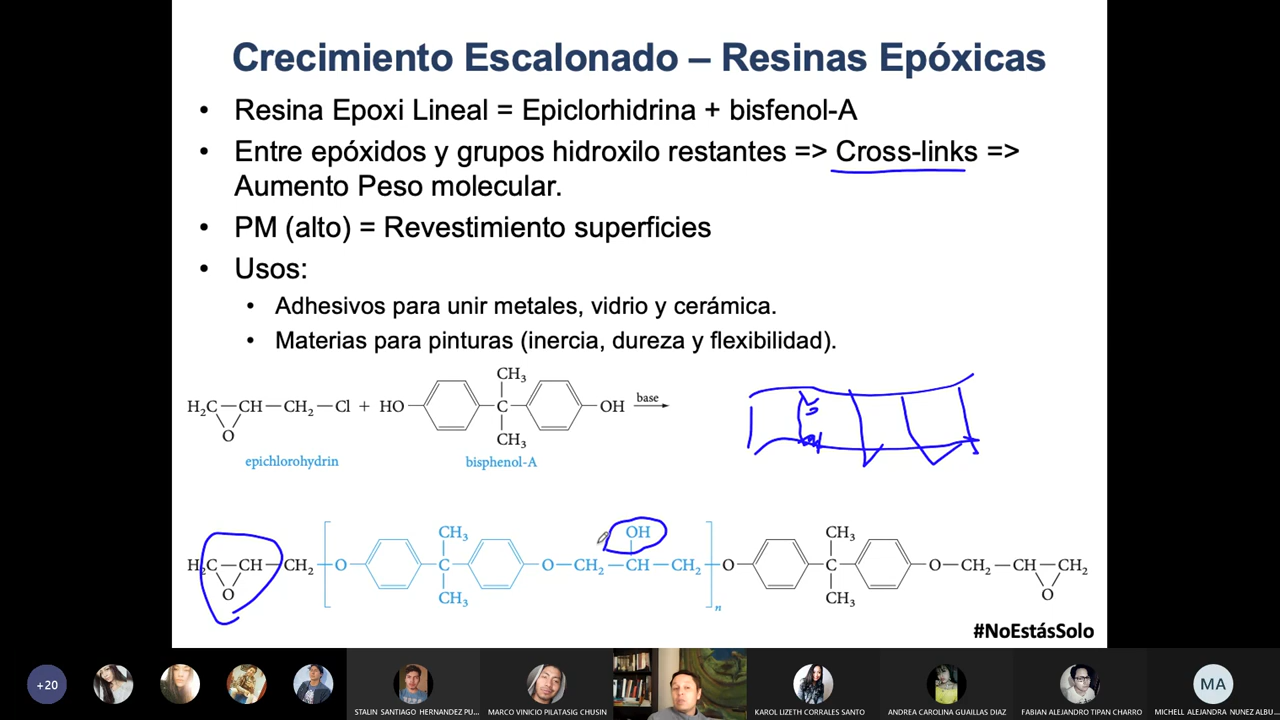 Crecimiento Escalonado – Resinas Epóxicas
• Resina Epoxi Lineal = Epiclorhidrina + bisfenol-A
• Entre epóxidos y grupos hidroxilo restantes => Cross-links =>
Aumento Peso molecular.
• PM (alto) = Revestimiento superficies
• Usos:
• Adhesivos para unir metales, vidrio y cerámica.
• Materias para pinturas (inercia, dureza y flexibilidad).
CH₃
H₂C—CH—CH₂—Cl + HO C OH base
O
CH₃
epichlorohydrin bisphenol-A
CH₃ OH CH₃
H₂C—CH—CH₂ O C O—CH₂—CH—CH₂ O C O—CH₂—CH—CH₂
O CH₃ CH₃ O
n
#NoEstásSolo
+20
STALIN SANTIAGO HERNANDEZ PU...
MARCO VINICIO PILATASIG CHUSIN
KAROL LIZETH CORRALES SANTO
ANDREA CAROLINA GUAILLAS DIAZ
FABIAN ALEJANDRO TIPAN CHARRO
MA
MICHELL ALEJANDRA NUNEZ ALBU...